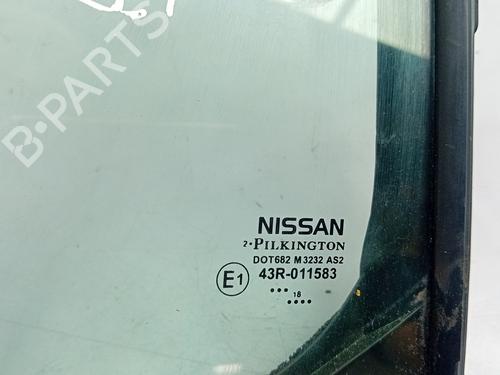 B-PARTS
NISSAN
2·PILKINGTON
DOT682 M3232 AS2
E1 43R-011583
•••  18
••••